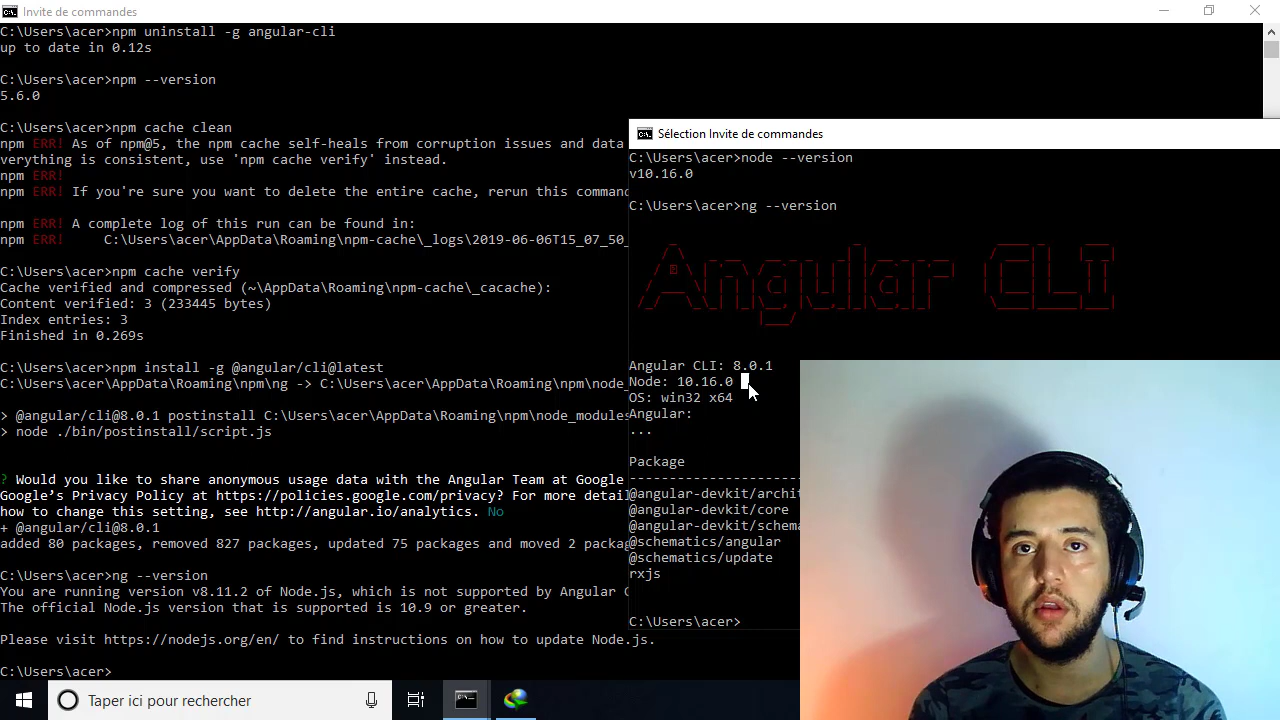 Invite de commandes
C:\Users\acer>npm uninstall -g angular-cli
up to date in 0.12s
C:\Users\acer>npm --version
5.6.0
C:\Users\acer>npm cache clean
npm ERR! As of npm@5, the npm cache self-heals from corruption issues and data
verything is consistent, use 'npm cache verify' instead.
npm ERR!
npm ERR! If you're sure you want to delete the entire cache, rerun this comman
npm ERR! A complete log of this run can be found in:
npm ERR!     C:\Users\acer\AppData\Roaming\npm-cache\_logs\2019-06-06T15_07_50_
C:\Users\acer>npm cache verify
Cache verified and compressed (~\AppData\Roaming\npm-cache\_cacache):
Content verified: 3 (233445 bytes)
Index entries: 3
Finished in 0.269s
C:\Users\acer>npm install -g @angular/cli@latest
C:\Users\acer\AppData\Roaming\npm\ng -> C:\Users\acer\AppData\Roaming\npm\node_
> @angular/cli@8.0.1 postinstall C:\Users\acer\AppData\Roaming\npm\node_modules
> node ./bin/postinstall/script.js
? Would you like to share anonymous usage data with the Angular Team at Google
Google's Privacy Policy at https://policies.google.com/privacy? For more detail
how to change this setting, see http://angular.io/analytics. No
+ @angular/cli@8.0.1
added 80 packages, removed 827 packages, updated 75 packages and moved 2 packag
C:\Users\acer>ng --version
You are running version v8.11.2 of Node.js, which is not supported by Angular C
The official Node.js version that is supported is 10.9 or greater.
Please visit https://nodejs.org/en/ to find instructions on how to update Node.js.
C:\Users\acer>
Sélection Invite de commandes
C:\Users\acer>node --version
v10.16.0
C:\Users\acer>ng --version
Angular CLI
Angular CLI: 8.0.1
Node: 10.16.0
OS: win32 x64
Angular:
...
Package
@angular-devkit/archit
@angular-devkit/core
@angular-devkit/schema
@schematics/angular
@schematics/update
rxjs
C:\Users\acer>
Taper ici pour rechercher